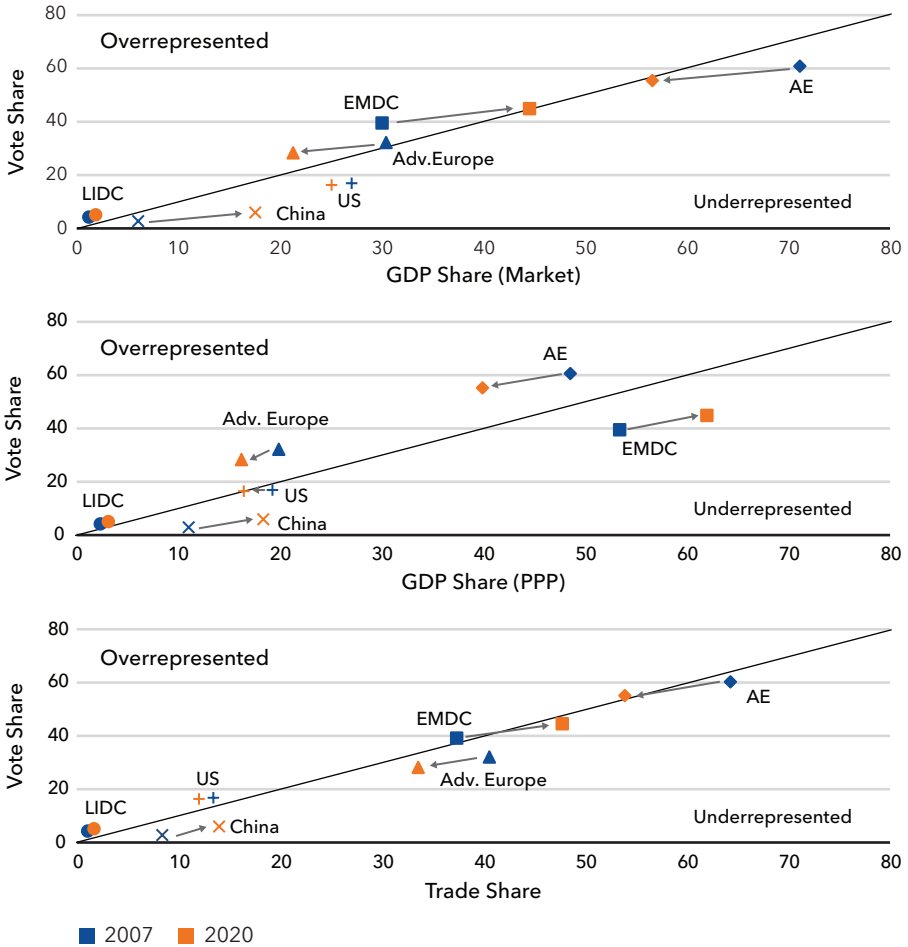 80
Overrepresented
60
AE
EMDC
40
Adv.Europe
20
LIDC
US
China
Underrepresented
0
Vote Share
0 10 20 30 40 50 60 70 80
GDP Share (Market)
80
Overrepresented
AE
60
Adv. Europe
40
EMDC
20
LIDC
US
China
Underrepresented
0
Vote Share
0 10 20 30 40 50 60 70 80
GDP Share (PPP)
80
Overrepresented
60
AE
EMDC
40
Adv. Europe
US
20
LIDC
China
Underrepresented
0
Vote Share
0 10 20 30 40 50 60 70 80
Trade Share
2007 2020